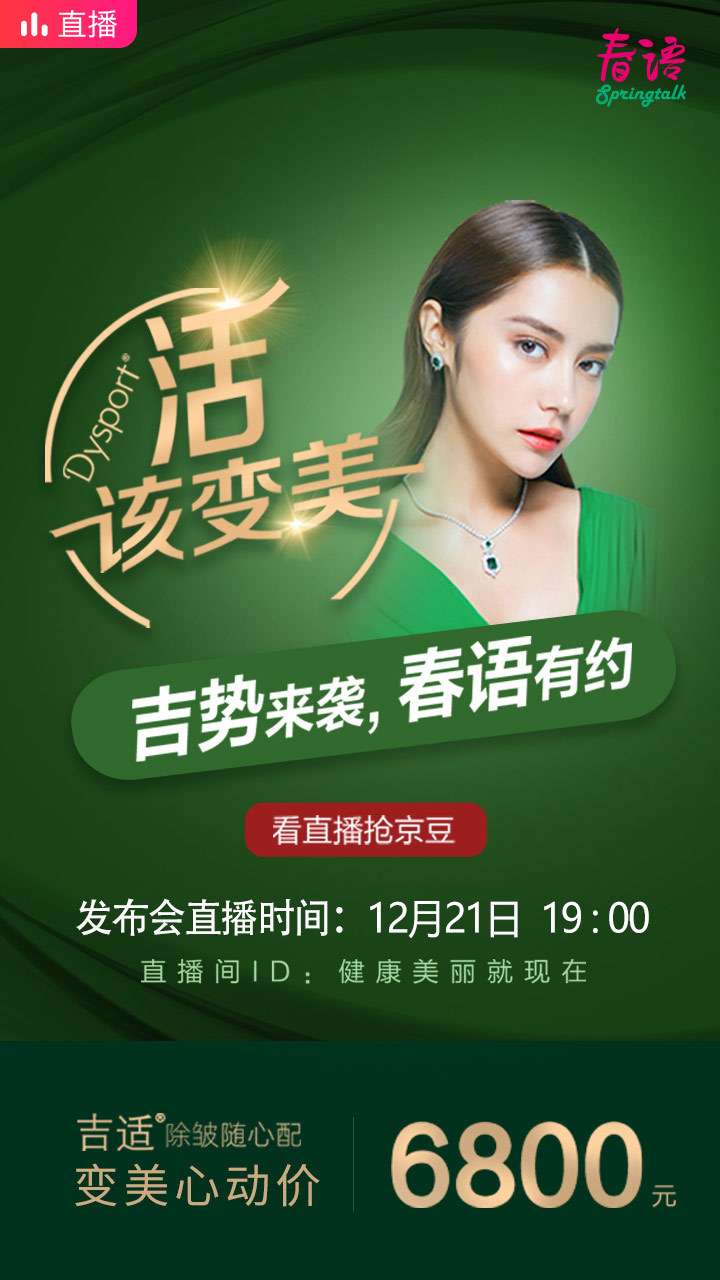 直播
春语
Springtalk
Dysport®
活
该变美
吉势来袭，春语有约
看直播抢京豆
发布会直播时间：12月21日 19:00
直播间ID：健康美丽就现在
吉适®除皱随心配
变美心动价
6800元